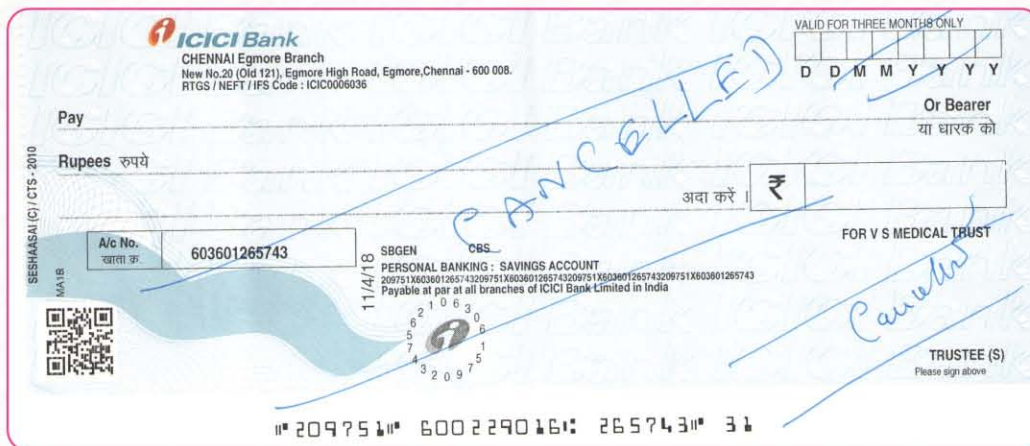 ICICI Bank
CHENNAI Egmore Branch
New No.20 (Old 121), Egmore High Road, Egmore,Chennai - 600 008.
RTGS / NEFT / IFS Code : ICIC0006036
VALID FOR THREE MONTHS ONLY
D D M M Y Y Y Y
Pay
Or Bearer
या धारक को
Rupees रुपये
अदा करें । ₹
CANCELLED
A/c No.
खाता क्र.
603601265743
SBGEN CBS
PERSONAL BANKING : SAVINGS ACCOUNT
209751X603601265743209751X603601265743209751X603601265743209751X603601265743
Payable at par at all branches of ICICI Bank Limited in India
FOR V S MEDICAL TRUST
Cancelled
TRUSTEE (S)
Please sign above
SESHAASAI (C) / CTS - 2010
MA1B
11/4/18
⑈209751⑈ 600229016⑆ 265743⑈ 31